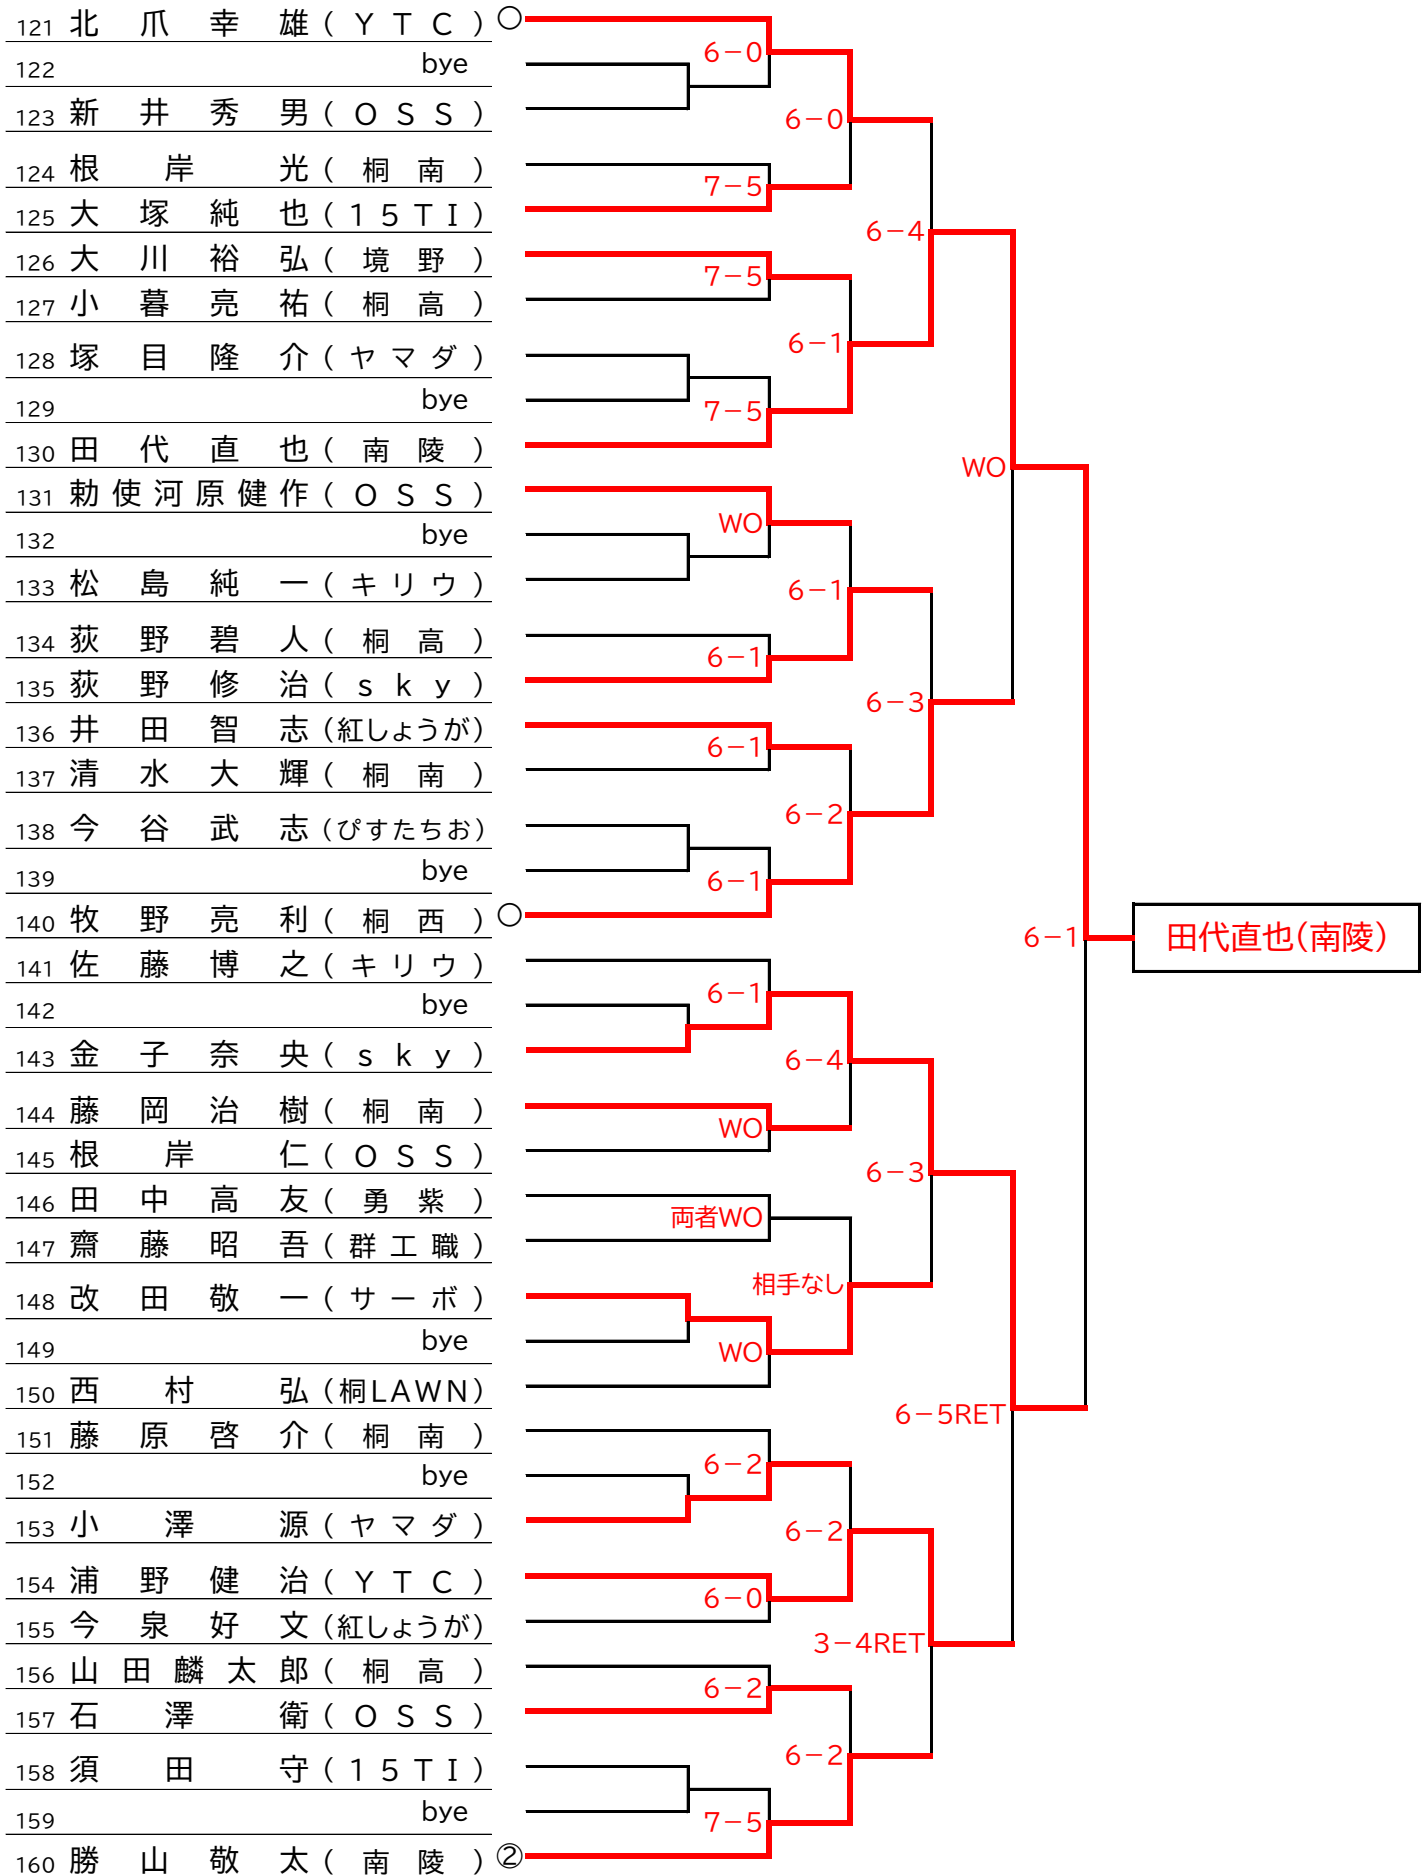 121 北爪幸雄(YTC) ○
6-0
122 bye
123 新井秀男(OSS)
6-0
124 根岸光(桐南)
7-5
125 大塚純也(15TI)
6-4
126 大川裕弘(境野)
7-5
127 小暮亮祐(桐高)
6-1
128 塚目隆介(ヤマダ)
129 bye
7-5
130 田代直也(南陵)
WO
131 勅使河原健作(OSS)
WO
132 bye
133 松島純一(キリウ)
6-1
134 荻野碧人(桐高)
6-1
135 荻野修治(sky)
6-3
136 井田智志(紅しょうが)
6-1
137 清水大輝(桐南)
6-2
138 今谷武志(ぴすたちお)
139 bye
6-1
140 牧野亮利(桐西) ○
6-1 田代直也(南陵)
141 佐藤博之(キリウ)
6-1
142 bye
143 金子奈央(sky)
6-4
144 藤岡治樹(桐南)
WO
145 根岸仁(OSS)
6-3
146 田中高友(勇紫)
両者WO
147 齋藤昭吾(群工職)
相手なし
148 改田敬一(サーボ)
149 bye
WO
150 西村弘(桐LAWN)
6-5RET
151 藤原啓介(桐南)
6-2
152 bye
153 小澤源(ヤマダ)
6-2
154 浦野健治(YTC)
6-0
155 今泉好文(紅しょうが)
3-4RET
156 山田麟太郎(桐高)
6-2
157 石澤衛(OSS)
6-2
158 須田守(15TI)
159 bye
7-5
160 勝山敬太(南陵) ②